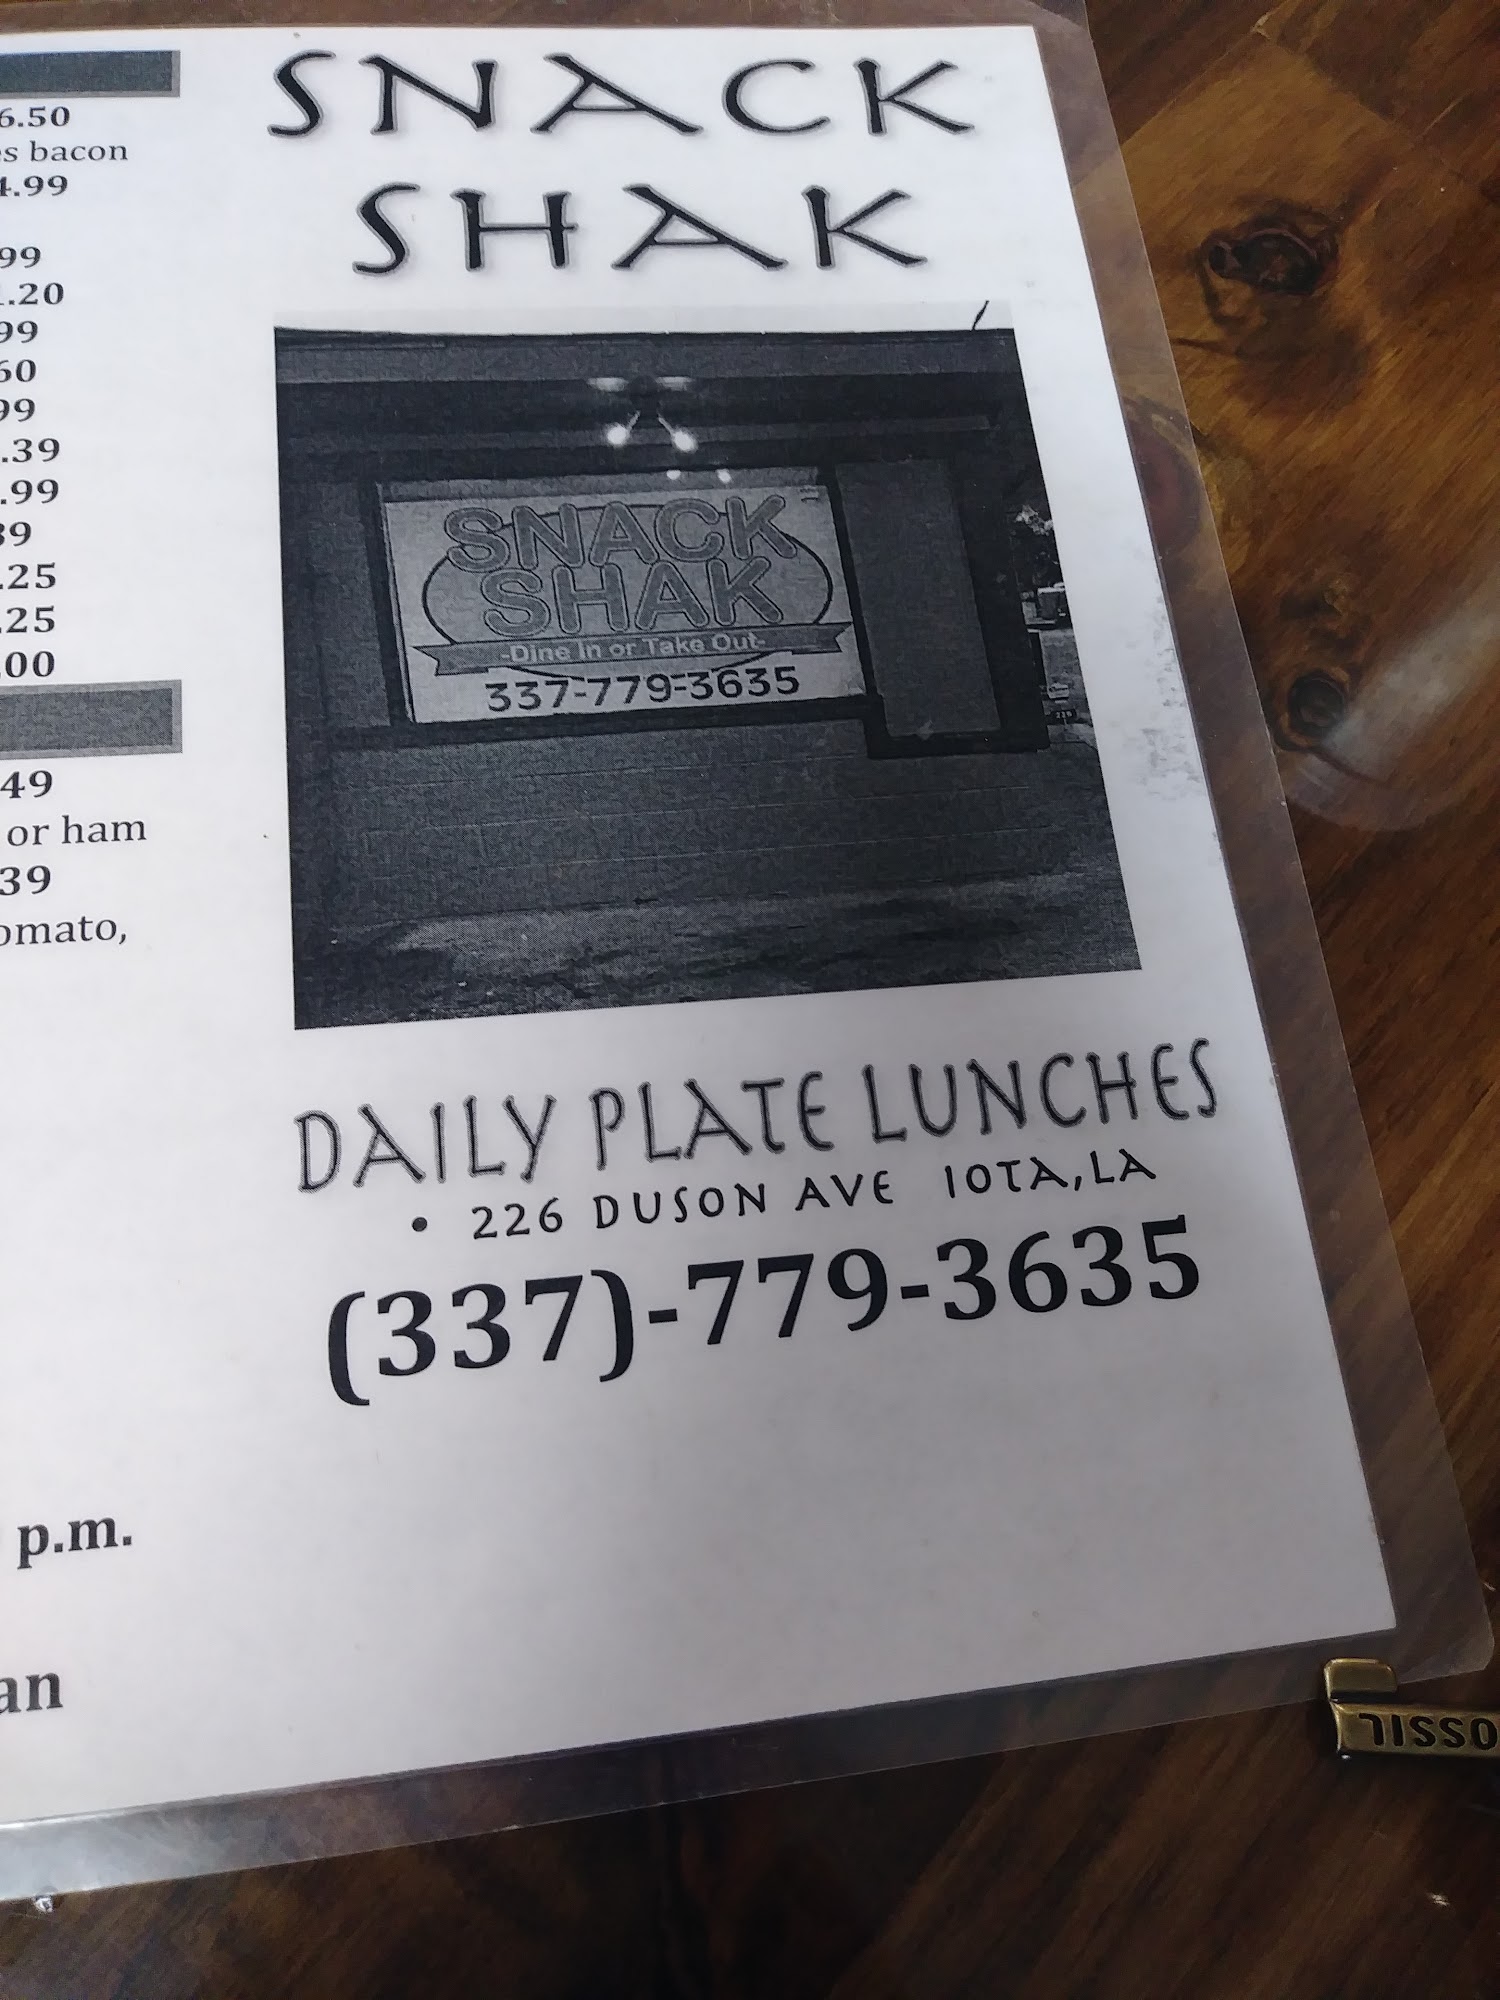 6.50
es bacon
4.99
99
.20
99
60
99
.39
.99
39
.25
.25
.00
49
or ham
39
omato,
p.m.
an
SNACK
SHAK
SNACK
SHAK
-Dine In or Take Out-
337-779-3635
DAILY PLATE LUNCHES
• 226 DUSON AVE IOTA,LA
(337)-779-3635
OSSIL